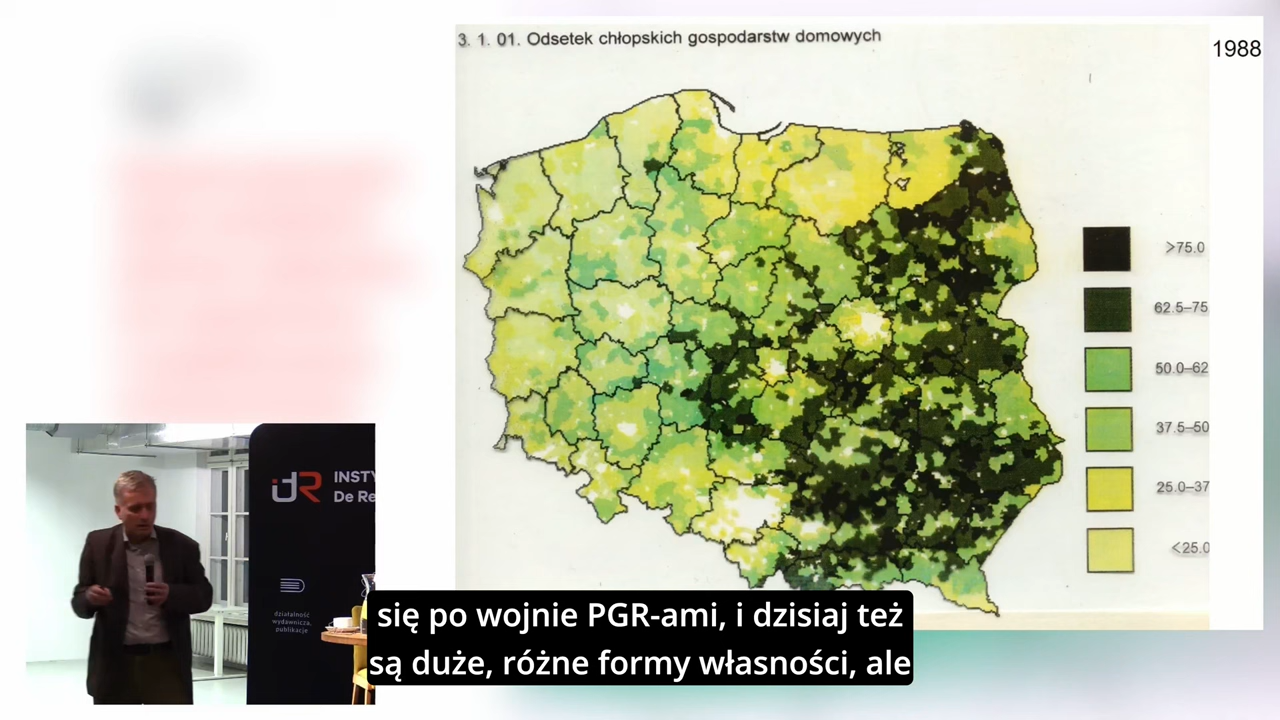 3. 1. 01. Odsetek chłopskich gospodarstw domowych
1988
>75.0
62.5–75
50.0–62
37.5–50
25.0–37
<25.0
idR
INSTY
De Re
działalność
wydawnicza,
publikacje
się po wojnie PGR-ami, i dzisiaj też
są duże, różne formy własności, ale